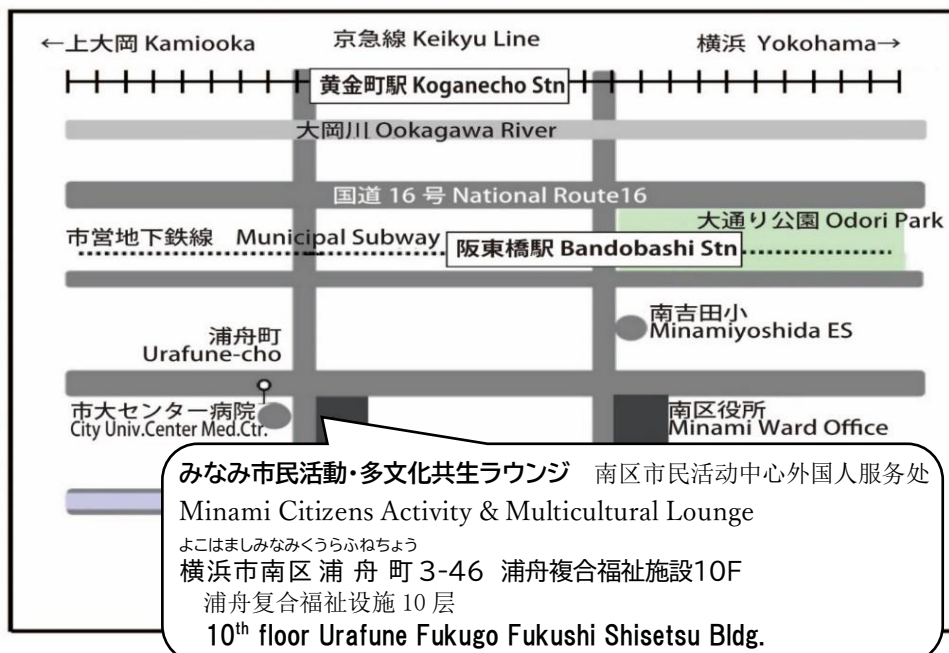 ←上大岡 Kamiooka
京急線 Keikyu Line
横浜 Yokohama→
黄金町駅 Koganecho Stn
大岡川 Ookagawa River
国道 16 号 National Route16
大通り公園 Odori Park
市営地下鉄線 Municipal Subway
阪東橋駅 Bandobashi Stn
南吉田小
Minamiyoshida ES
浦舟町
Urafune-cho
市大センター病院
City Univ.Center Med.Ctr.
南区役所
Minami Ward Office
みなみ市民活動・多文化共生ラウンジ 南区市民活动中心外国人服务处
Minami Citizens Activity & Multicultural Lounge
よこはましみなみくうらふねちょう
横浜市南区浦舟町3-46 浦舟複合福祉施設10F
浦舟复合福祉设施 10 层
10th floor Urafune Fukugo Fukushi Shisetsu Bldg.